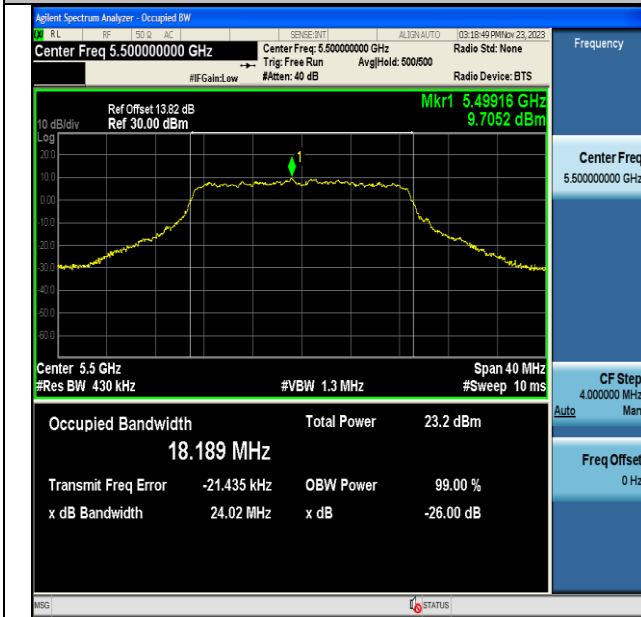 Agilent Spectrum Analyzer - Occupied BW
RL RF 50 Ω AC SENSE:INT ALIGN AUTO 03:18:49 PM Nov 23, 2023
Center Freq 5.500000000 GHz
Center Freq: 5.500000000 GHz
Radio Std: None
Trig: Free Run Avg|Hold: 500/500
#IFGain:Low #Atten: 40 dB Radio Device: BTS
Ref Offset 13.82 dB
Mkr1 5.49916 GHz
10 dB/div Ref 30.00 dBm 9.7052 dBm
Log
20.0
1
10.0
0.00
-10.0
-20.0
-30.0
-40.0
-50.0
-60.0
Center 5.5 GHz Span 40 MHz
#Res BW 430 kHz #VBW 1.3 MHz #Sweep 10 ms
Occupied Bandwidth Total Power 23.2 dBm
18.189 MHz
Transmit Freq Error -21.435 kHz OBW Power 99.00 %
x dB Bandwidth 24.02 MHz x dB -26.00 dB
MSG STATUS
Frequency
Center Freq
5.500000000 GHz
CF Step
4.000000 MHz
Auto Man
Freq Offset
0 Hz